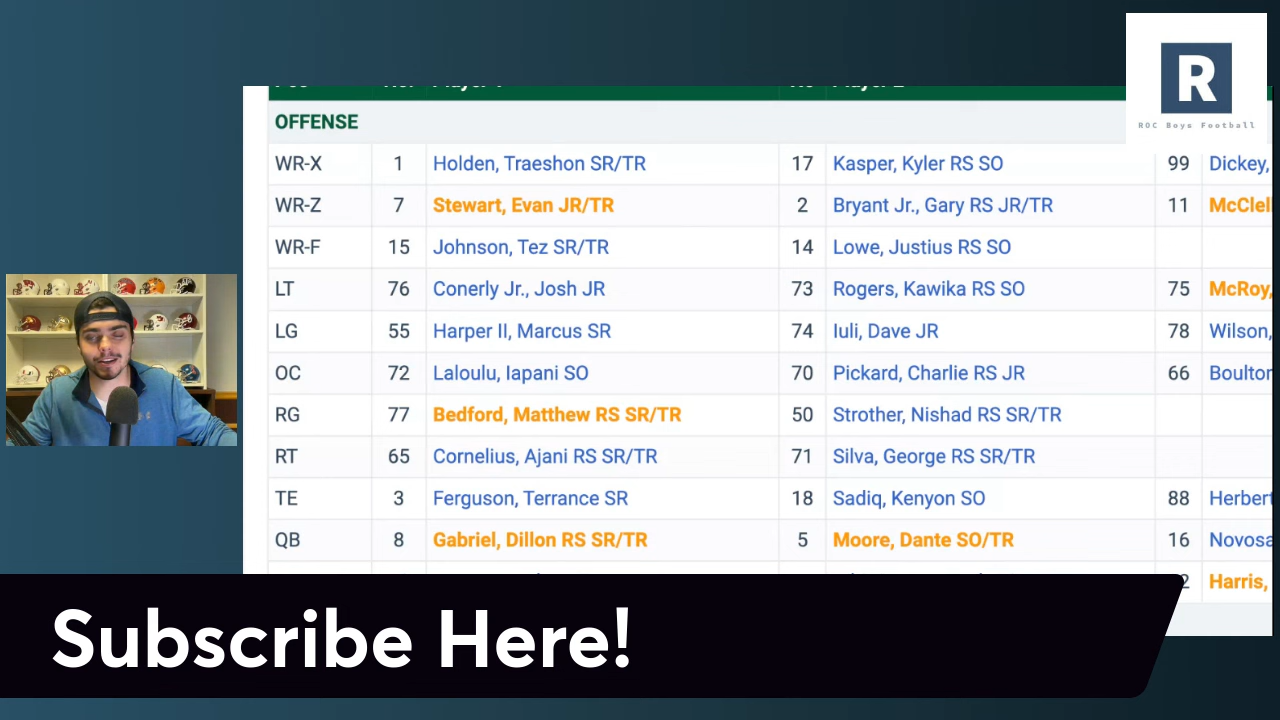 R
ROC Boys Football
OFFENSE
WR-X 1 Holden, Traeshon SR/TR 17 Kasper, Kyler RS SO 99 Dickey,
WR-Z 7 Stewart, Evan JR/TR 2 Bryant Jr., Gary RS JR/TR 11 McClel
WR-F 15 Johnson, Tez SR/TR 14 Lowe, Justius RS SO
LT 76 Conerly Jr., Josh JR 73 Rogers, Kawika RS SO 75 McRoy,
LG 55 Harper II, Marcus SR 74 Iuli, Dave JR 78 Wilson,
OC 72 Laloulu, Iapani SO 70 Pickard, Charlie RS JR 66 Boulton
RG 77 Bedford, Matthew RS SR/TR 50 Strother, Nishad RS SR/TR
RT 65 Cornelius, Ajani RS SR/TR 71 Silva, George RS SR/TR
TE 3 Ferguson, Terrance SR 18 Sadiq, Kenyon SO 88 Herbert
QB 8 Gabriel, Dillon RS SR/TR 5 Moore, Dante SO/TR 16 Novosa
Harris,
Subscribe Here!